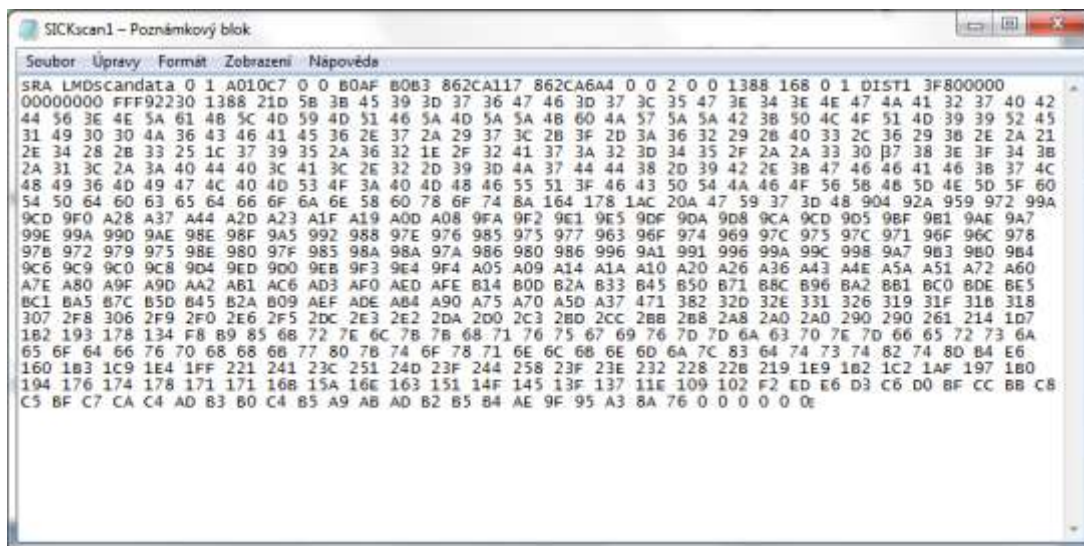 SICKscan1 – Poznámkový blok
Soubor Úpravy Formát Zobrazení Nápověda
SRA LMDscandata 0 1 A010C7 0 0 B0AF B0B3 862CA117 862CA6A4 0 0 2 0 0 1388 168 0 1 DIST1 3F800000
00000000 FFF92230 1388 21D 5B 3B 45 39 3D 37 36 47 46 3D 37 3C 35 47 3E 34 3E 4E 47 4A 41 32 37 40 42
44 56 3E 4E 5A 61 4B 5C 4D 59 4D 51 46 5A 4D 5A 5A 4B 60 4A 57 5A 5A 42 3B 50 4C 4F 51 4D 39 39 52 45
31 49 30 30 4A 36 43 46 41 45 36 2E 37 2A 29 37 3C 2B 3F 2D 3A 36 32 29 2B 40 33 2C 36 29 3B 2E 2A 21
2E 34 28 2B 33 25 1C 37 39 35 2A 36 32 1E 2F 32 41 37 3A 32 3D 34 35 2F 2A 2A 33 30 37 38 3E 3F 34 3B
2A 31 3C 2A 3A 40 44 40 3C 41 3C 2E 32 2D 39 3D 4A 37 44 44 38 2D 39 42 2E 3B 47 46 46 41 46 3B 37 4C
48 49 36 4D 49 47 4C 40 4D 53 4F 3A 40 4D 48 46 55 51 3F 46 43 50 54 4A 46 4F 56 5B 4B 5D 4E 5D 5F 60
54 50 64 60 63 65 64 66 6F 6A 6E 58 60 78 6F 74 8A 164 178 1AC 20A 47 59 37 3D 48 904 92A 959 972 99A
9CD 9F0 A28 A37 A44 A2D A23 A1F A19 A0D A08 9FA 9F2 9E1 9E5 9DF 9DA 9D8 9CA 9CD 9D5 9BF 9B1 9AE 9A7
99E 99A 99D 9AE 98E 98F 9A5 992 988 97E 976 985 975 977 963 96F 974 969 97C 975 97C 971 96F 96C 978
97B 972 979 975 98E 980 97F 985 98A 98A 97A 986 980 986 996 9A1 991 996 99A 99C 998 9A7 9B3 9B0 9B4
9C6 9C9 9C0 9C8 9D4 9ED 9D0 9EB 9F3 9E4 9F4 A05 A09 A14 A1A A10 A20 A26 A36 A43 A4E A5A A51 A72 A60
A7E A80 A9F A9D AA2 AB1 AC6 AD3 AF0 AED AFE B14 B0D B2A B33 B45 B50 B71 B8C B96 BA2 BB1 BC0 BDE BE5
BC1 BA5 B7C B5D B45 B2A B09 AEF ADE AB4 A90 A75 A70 A5D A37 471 382 32D 32E 331 326 319 31F 31B 318
307 2F8 306 2F9 2F0 2E6 2F5 2DC 2E3 2E2 2DA 2D0 2C3 2BD 2CC 2BB 2B8 2A8 2A0 2A0 290 290 261 214 1D7
1B2 193 178 134 F8 B9 85 6B 72 7E 6C 7B 7B 68 71 76 75 67 69 76 7D 7D 6A 63 70 7E 7D 66 65 72 73 6A
65 6F 64 66 76 70 68 68 6B 77 80 7B 74 6F 78 71 6E 6C 6B 6E 6D 6A 7C 83 64 74 73 74 82 74 8D B4 E6
160 1B3 1C9 1E4 1FF 221 241 23C 251 24D 23F 244 258 23F 23E 232 228 22B 219 1E9 1B2 1C2 1AF 197 1B0
194 176 174 178 171 171 16B 15A 16E 163 151 14F 145 13F 137 11E 109 102 F2 ED E6 D3 C6 D0 BF CC BB C8
C5 BF C7 CA C4 AD B3 B0 C4 B5 A9 AB AD B2 B5 B4 AE 9F 95 A3 8A 76 0 0 0 0 0 0